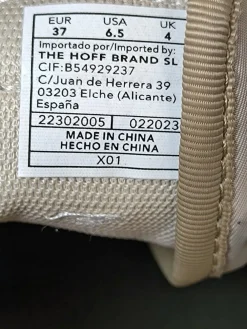 EUR USA UK
37 6.5 4
Importado por/Imported by:
THE HOFF BRAND SL
CIF:B54929237
C/Juan de Herrera 39
03203 Elche (Alicante)
España
22302005 022023
MADE IN CHINA
HECHO EN CHINA
X01